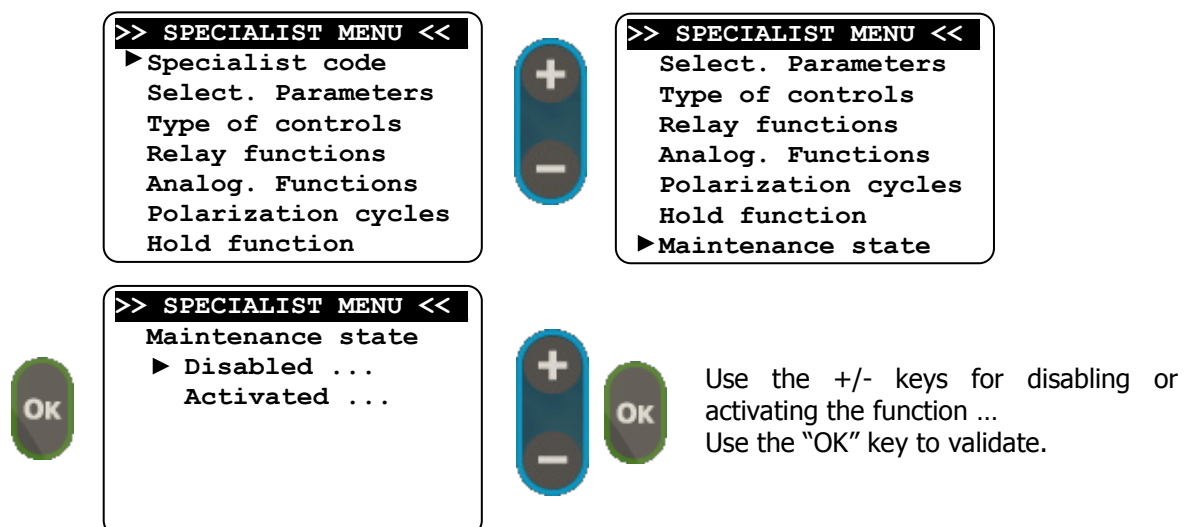 >> SPECIALIST MENU <<
►Specialist code
Select. Parameters
Type of controls
Relay functions
Analog. Functions
Polarization cycles
Hold function
+
−
>> SPECIALIST MENU <<
Select. Parameters
Type of controls
Relay functions
Analog. Functions
Polarization cycles
Hold function
►Maintenance state
OK
>> SPECIALIST MENU <<
Maintenance state
► Disabled ...
Activated ...
+
−
OK
Use the +/- keys for disabling or
activating the function …
Use the “OK” key to validate.